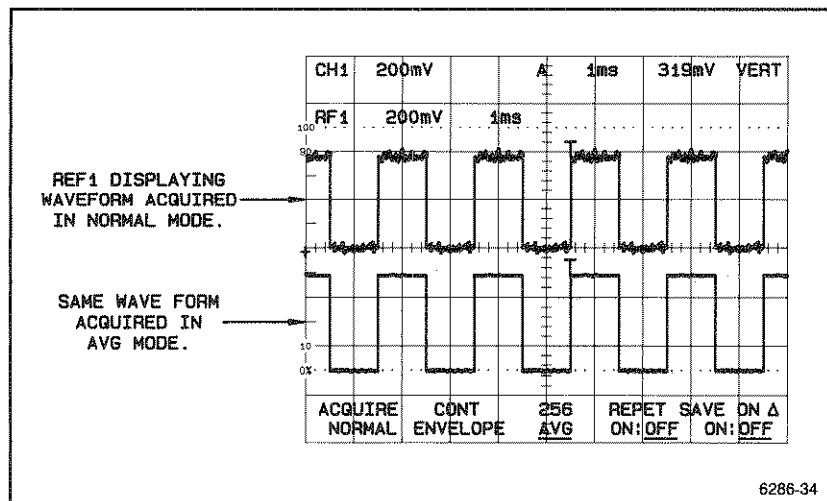 CH1 200mV A 1ms 319mV VERT
RF1 200mV 1ms
100
90
REF1 DISPLAYING
WAVEFORM ACQUIRED
IN NORMAL MODE.
SAME WAVE FORM
ACQUIRED IN
AVG MODE.
10
0%
ACQUIRE CONT 256 REPET SAVE ON Δ
NORMAL ENVELOPE AVG ON:OFF ON:OFF
6286-34